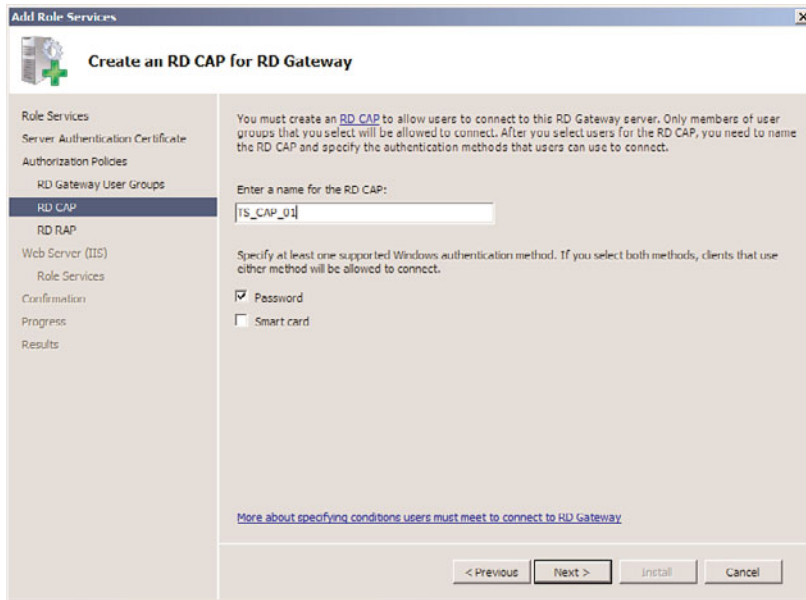 Add Role Services
Create an RD CAP for RD Gateway
Role Services
Server Authentication Certificate
Authorization Policies
RD Gateway User Groups
RD CAP
RD RAP
Web Server (IIS)
Role Services
Confirmation
Progress
Results
You must create an RD CAP to allow users to connect to this RD Gateway server. Only members of user
groups that you select will be allowed to connect. After you select users for the RD CAP, you need to name
the RD CAP and specify the authentication methods that users can use to connect.
Enter a name for the RD CAP:
TS_CAP_01
Specify at least one supported Windows authentication method. If you select both methods, clients that use
either method will be allowed to connect.
Password
Smart card
More about specifying conditions users must meet to connect to RD Gateway
< Previous
Next >
Install
Cancel